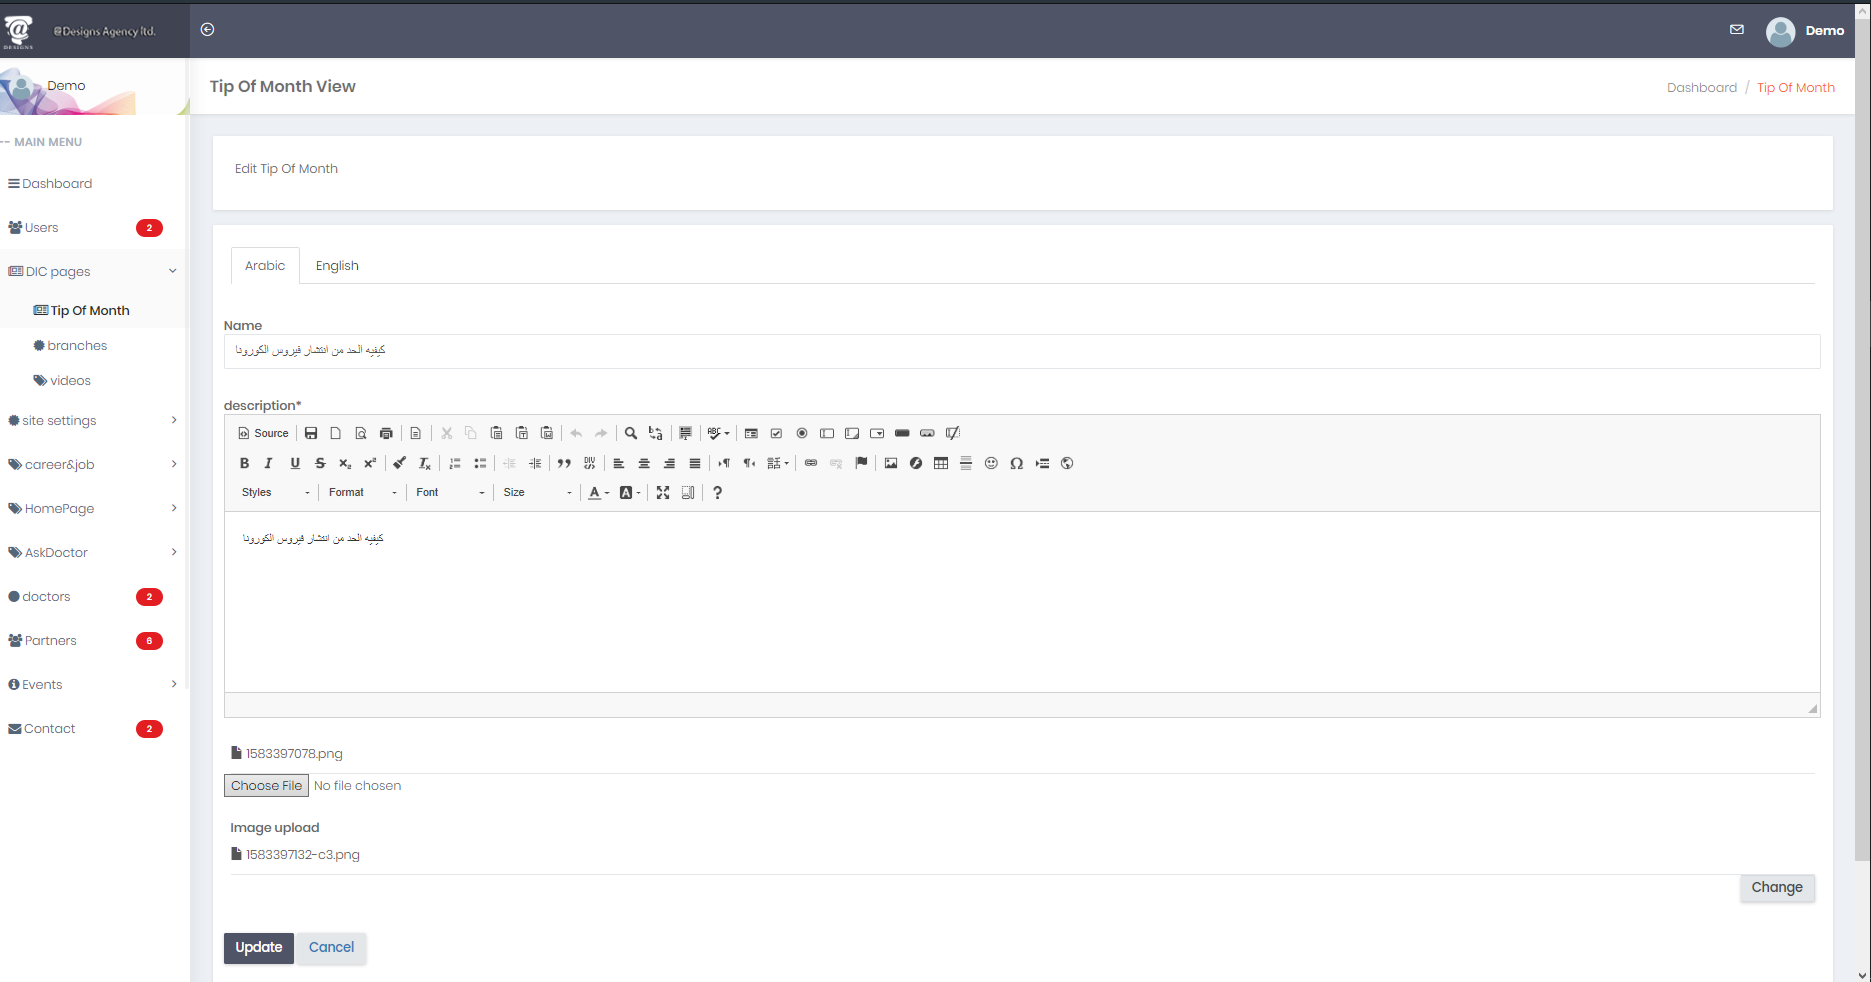 @Designs Agency ltd.
DESIGNS
Demo
Demo
Tip Of Month View
Dashboard / Tip Of Month
-- MAIN MENU
Dashboard
Users 2
DIC pages
Tip Of Month
branches
videos
site settings
career&job
HomePage
AskDoctor
doctors 2
Partners 6
Events
Contact 2
Edit Tip Of Month
Arabic English
Name
كيفيه الحد من انتشار فيروس الكورونا
description*
Source
Styles Format Font Size
كيفيه الحد من انتشار فيروس الكورونا
1583397078.png
Choose File No file chosen
Image upload
1583397132-c3.png
Change
Update Cancel